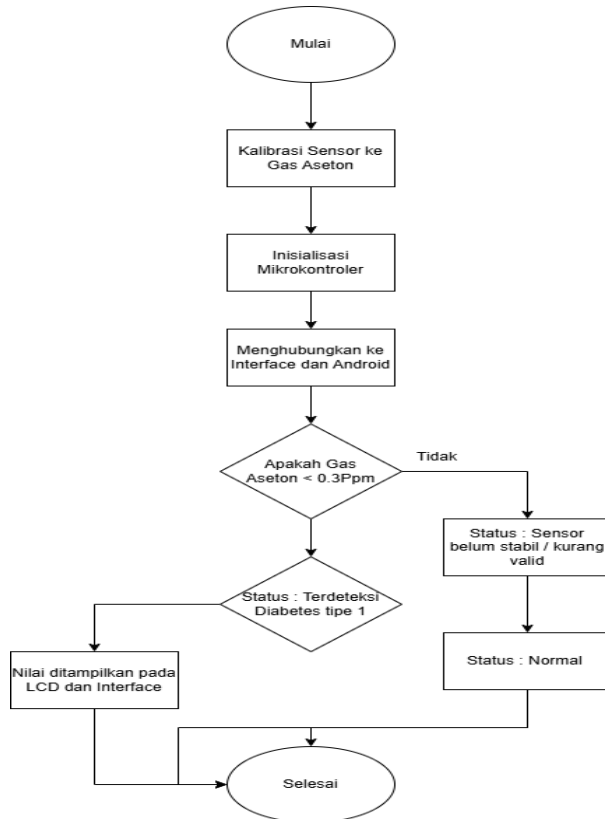 Mulai
Kalibrasi Sensor ke
Gas Aseton
Inisialisasi
Mikrokontroler
Menghubungkan ke
Interface dan Android
Apakah Gas
Aseton < 0.3Ppm
Tidak
Status : Sensor
belum stabil / kurang
valid
Status : Terdeteksi
Diabetes tipe 1
Nilai ditampilkan pada
LCD dan Interface
Status : Normal
Selesai